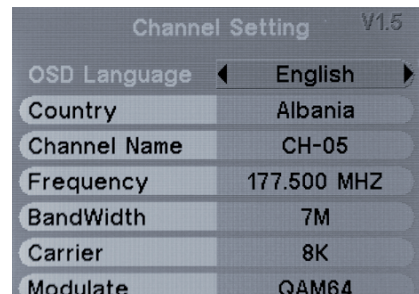 Channel Setting V1.5
OSD Language English
Country Albania
Channel Name CH-05
Frequency 177.500 MHZ
BandWidth 7M
Carrier 8K
Modulate QAM64